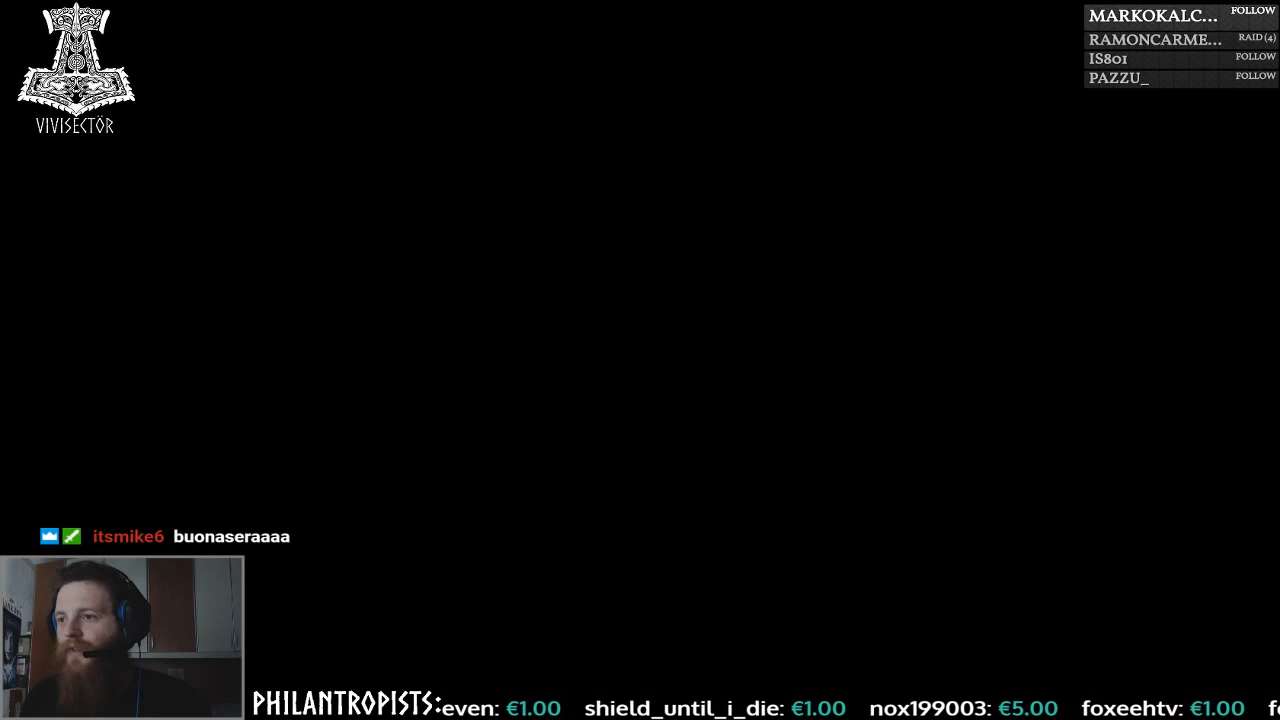 VIVISECTÖR
MARKOKALC... FOLLOW
RAMONCARME... RAID (4)
IS801 FOLLOW
PAZZU_ FOLLOW
itsmike6 buonaseraaaa
PHILANTROPISTS: even: €1.00 shield_until_i_die: €1.00 nox199003: €5.00 foxeehtv: €1.00 f